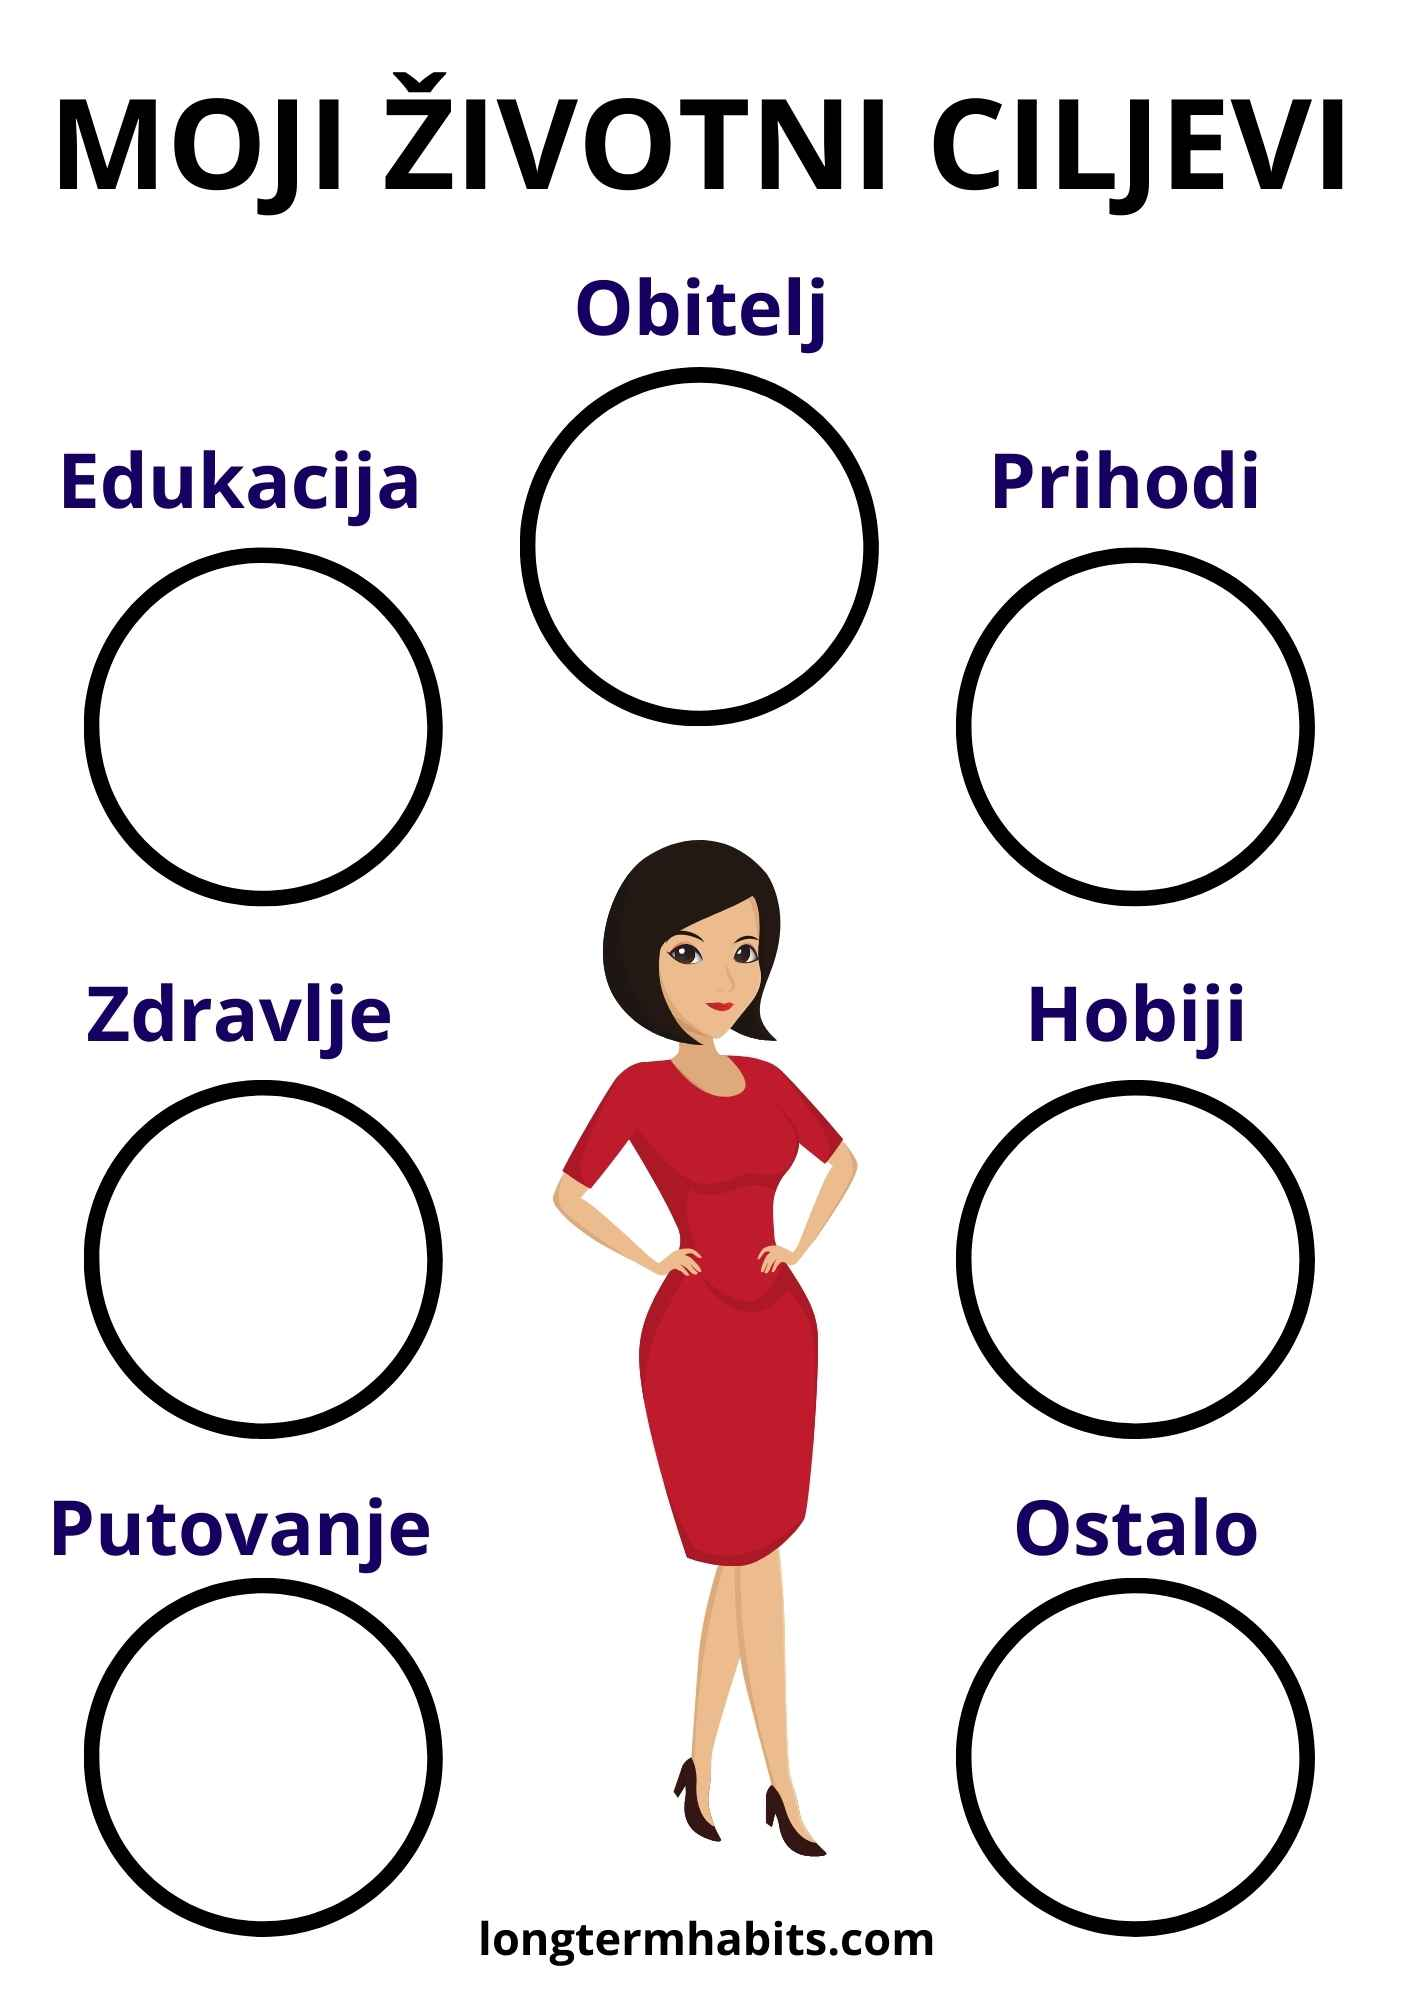 MOJI ŽIVOTNI CILJEVI
Obitelj
Edukacija
Prihodi
Zdravlje
Hobiji
Putovanje
Ostalo
longtermhabits.com